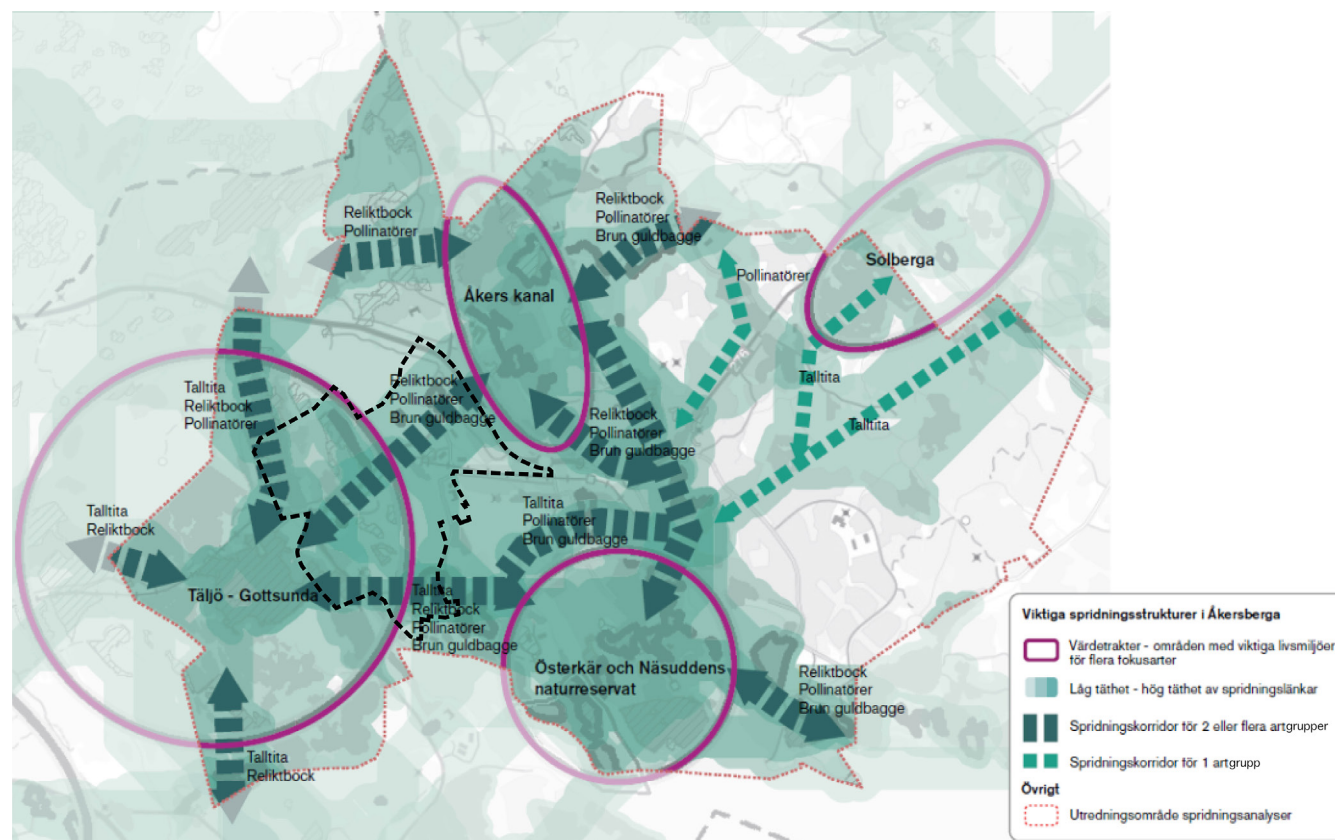 Reliktbock
Pollinatörer
Reliktbock
Pollinatörer
Brun guldbagge
Solberga
Pollinatörer
Åkers kanal
Talltita
Reliktbock
Pollinatörer
Reliktbock
Pollinatörer
Brun guldbagge
Talltita
Talltita
Reliktbock
Pollinatörer
Brun guldbagge
Talltita
Reliktbock
Talltita
Pollinatörer
Brun guldbagge
Täljö - Gottsunda
Talltita
Reliktbock
Pollinatörer
Brun guldbagge
Österkär och Näsuddens
naturreservat
Reliktbock
Pollinatörer
Brun guldbagge
Talltita
Reliktbock
Viktiga spridningsstrukturer i Åkersberga
Värdetrakter - områden med viktiga livsmiljöer
för flera fokusarter
Låg täthet - hög täthet av spridningslänkar
Spridningskorridor för 2 eller flera artgrupper
Spridningskorridor för 1 artgrupp
Övrigt
Utredningsområde spridningsanalyser